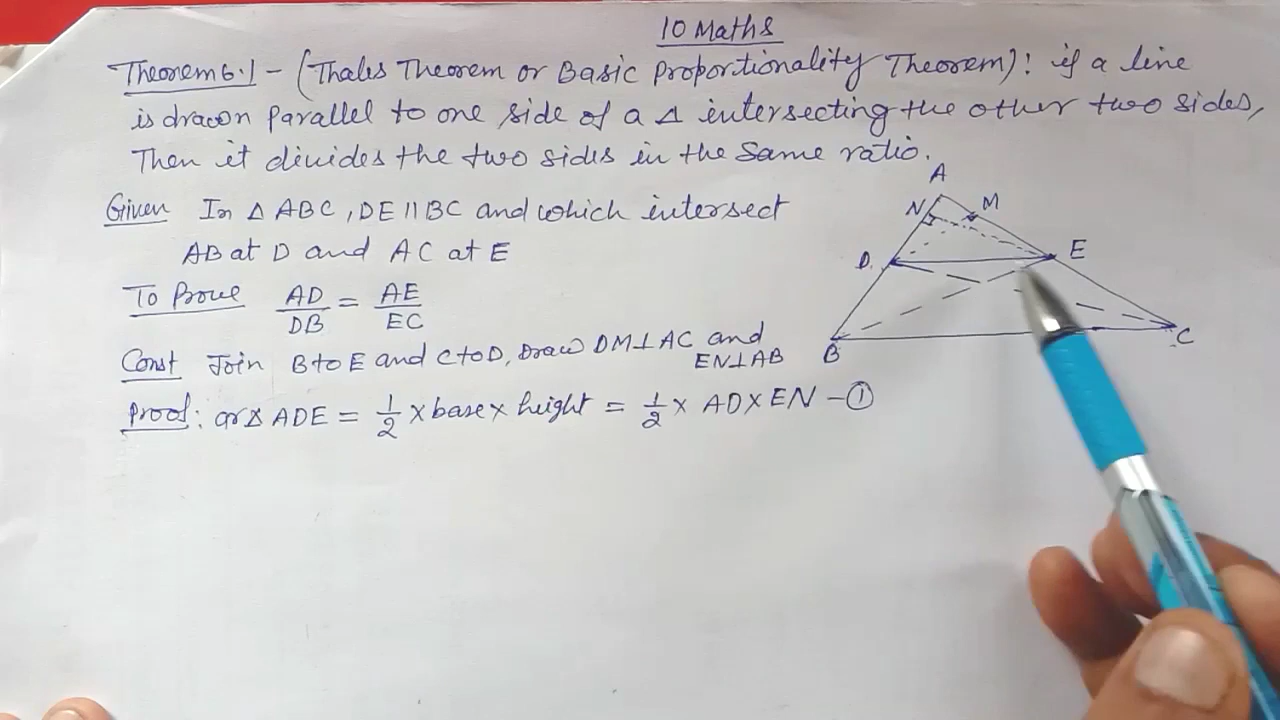 10 Maths
Theorem 6.1 - (Thales Theorem or Basic Proportionality Theorem): if a line
is drawn parallel to one side of a Δ intersecting the other two sides,
Then it divides the two sides in the same ratio.
Given In Δ ABC, DE || BC and which intersect
AB at D and AC at E
To Prove AD/DB = AE/EC
Const Join B to E and C to D, Draw DM⊥AC and
EN⊥AB
Proof: ar Δ ADE = 1/2 × base × height = 1/2 × AD × EN - ①
A
N M
D E
B C